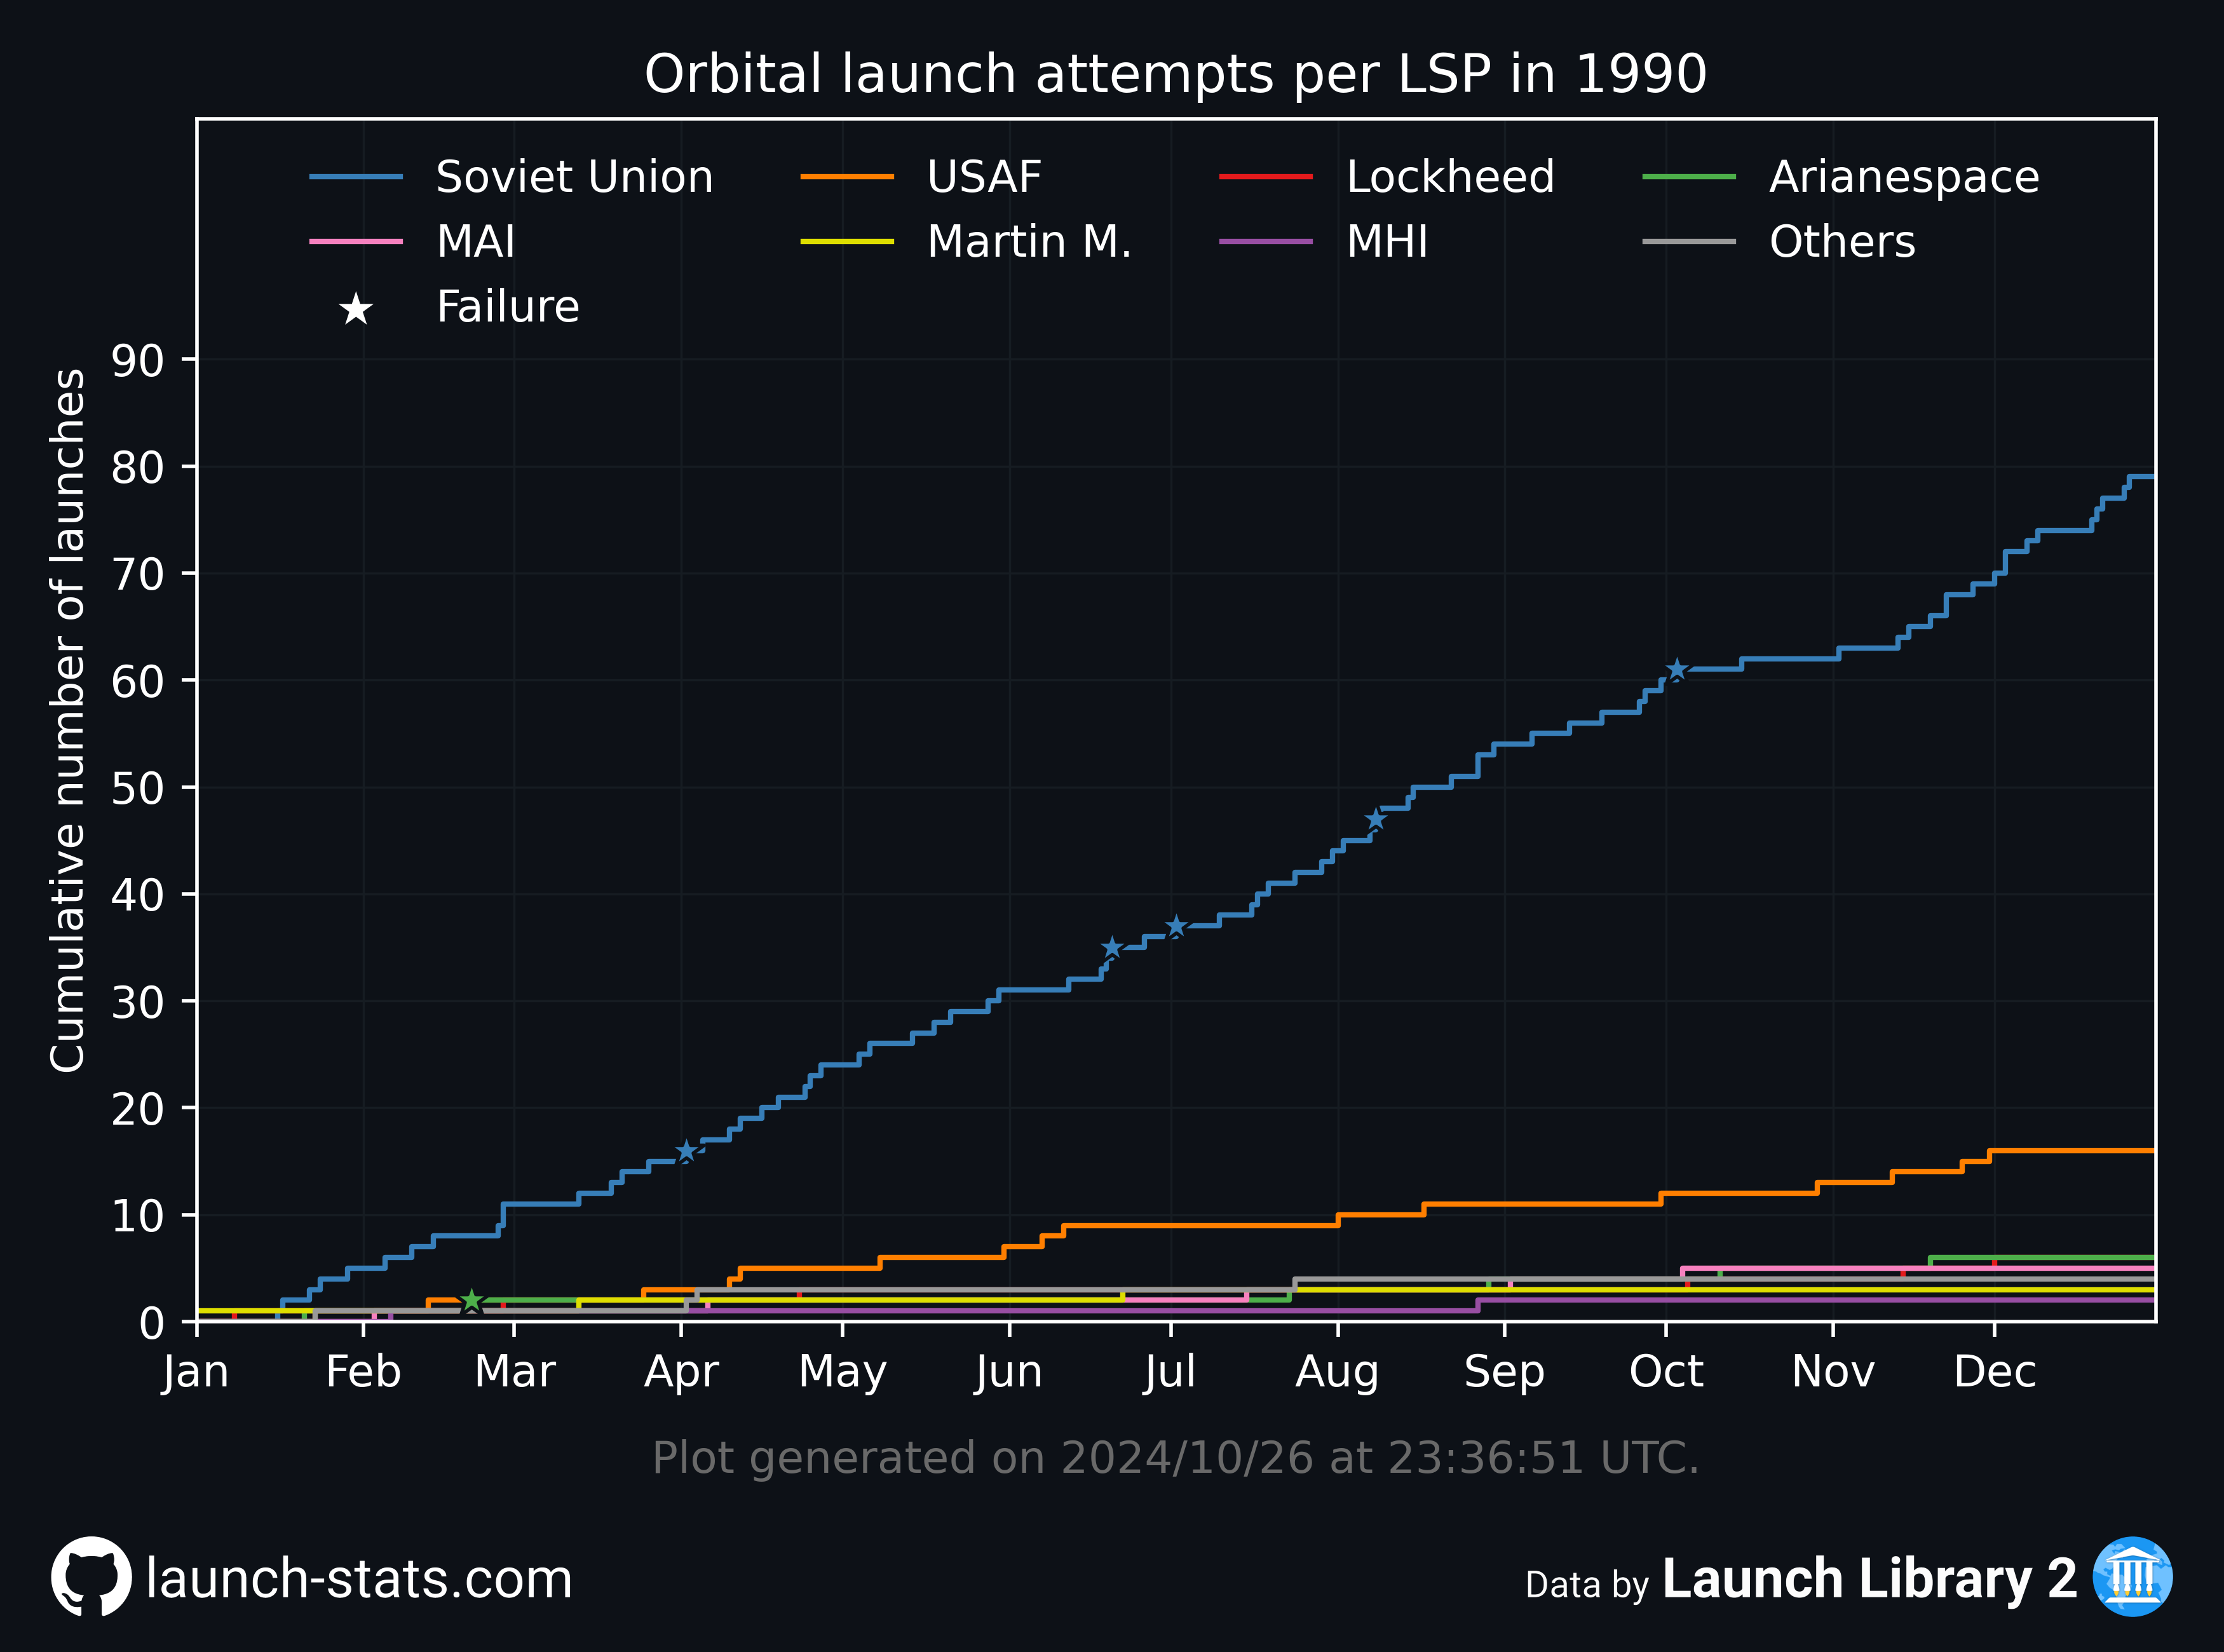 Orbital launch attempts per LSP in 1990
Soviet Union USAF Lockheed Arianespace
MAI Martin M. MHI Others
Failure
Cumulative number of launches
90
80
70
60
50
40
30
20
10
0
Jan Feb Mar Apr May Jun Jul Aug Sep Oct Nov Dec
Plot generated on 2024/10/26 at 23:36:51 UTC.
launch-stats.com
Data by Launch Library 2